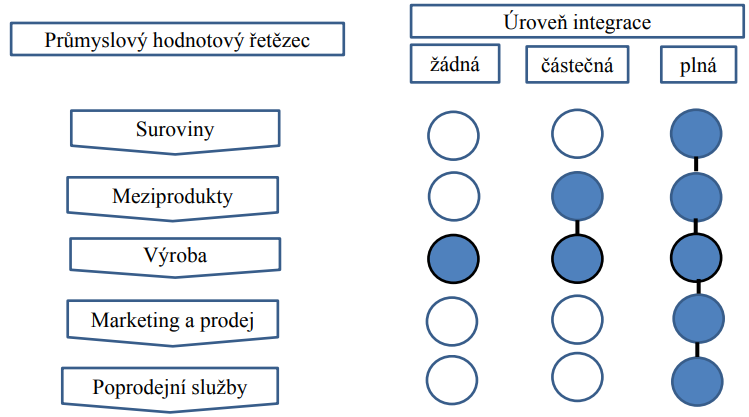 Průmyslový hodnotový řetězec
Úroveň integrace
žádná
částečná
plná
Suroviny
Meziprodukty
Výroba
Marketing a prodej
Poprodejní služby